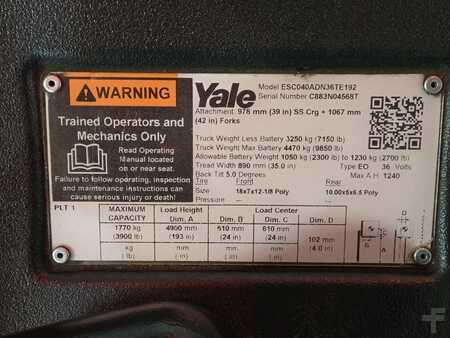 WARNING
Trained Operators and
Mechanics Only
Read Operating
Manual located
on or near seat.
Failure to follow operating, inspection
and maintenance instructions can
cause serious injury or death!
Yale
Model ESC040ADN36TE192
Serial Number C883N04568T
Attachment: 978 mm (39 in) SS Crg + 1067 mm
(42 in) Forks
Truck Weight Less Battery 3250 kg (7150 lb)
Truck Weight Max Battery 4470 kg (9850 lb)
Allowable Battery Weight 1050 kg (2300 lb) to 1230 kg (2700 lb)
Tread Width 890 mm (35.0 in) Type EO 36 Volts
Back Tilt 5.0 Degrees Max A.H. 1240
Tire Front Rear
Size 18x7x12-1/8 Poly 10.00x5x6.5 Poly
Pressure -- --
PLT 1 MAXIMUM CAPACITY Load Height Dim. A Dim. B Load Center Dim. C Dim. D
1770 kg 4900 mm 610 mm 610 mm 102 mm
(3900 lb) (193 in) (24 in) (24 in) (4.0 in)
kg mm mm mm
( lb) ( in) ( in) ( in)